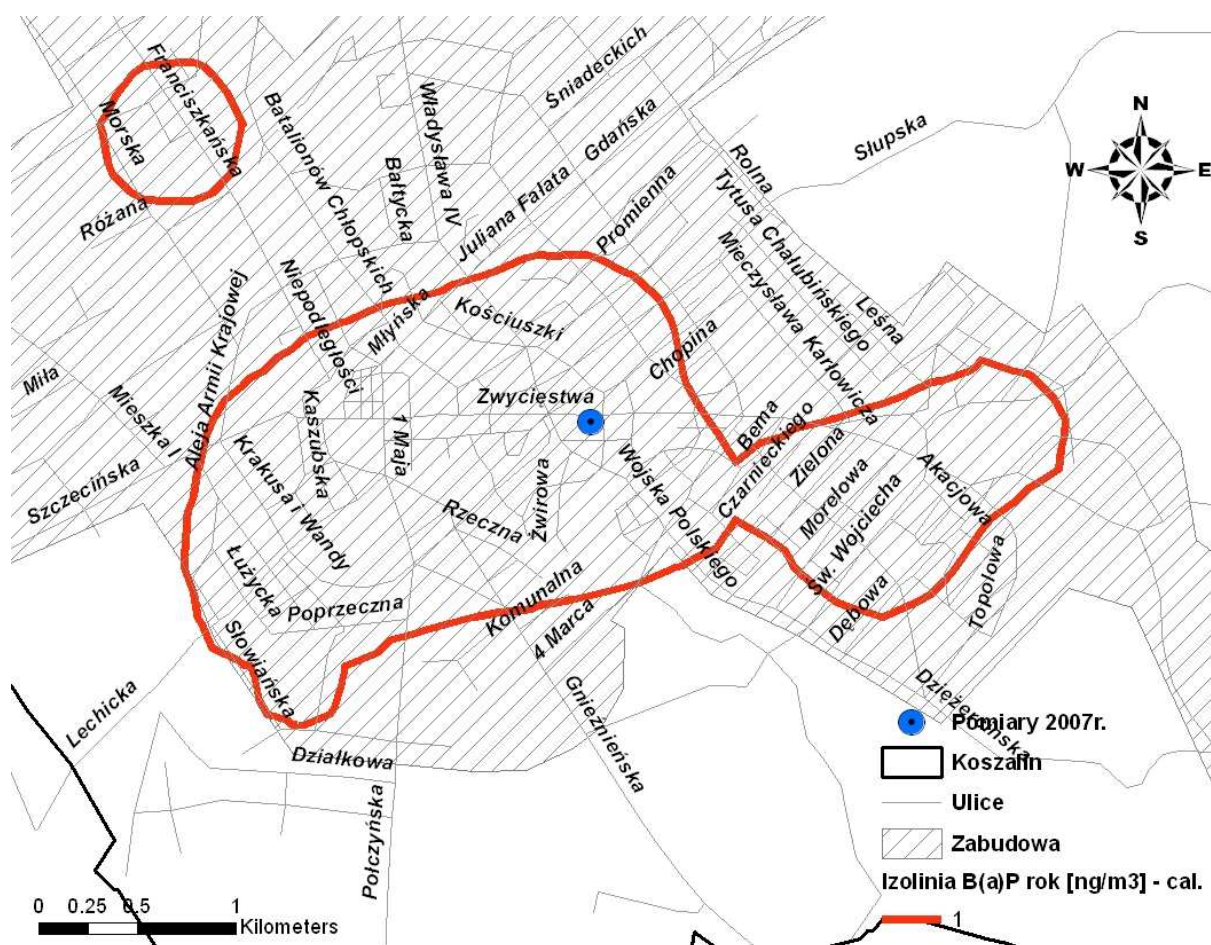 Franciszkańska
Morska
Różana
Batalionów Chłopskich
Władysława IV
Bałtycka
Śniadeckich
Gdańska
Juliana Fałata
Promienna
Rolna
Słupska
Tytusa Chałubińskiego
Mieczysława Karłowicza
Leśna
N
W
E
S
Aleja Armii Krajowej
Niepodległości
Młyńska
Kościuszki
Chopina
Miła
Mieszka I
Szczecińska
Zwycięstwa
Kaszubska
1 Maja
Krakusa i Wandy
Rzeczna
Żwirowa
Wojska Polskiego
Bema
Czarnieckiego
Zielona
Morelowa
Św. Wojciecha
Akacjowa
Topolowa
Dębowa
Łużycka
Poprzeczna
Komunalna
4 Marca
Słowiańska
Lechicka
Działkowa
Gnieźnieńska
Połczyńska
Dzierżęcińska
Pomiary 2007r.
Koszalin
Ulice
Zabudowa
Izolinia B(a)P rok [ng/m3] - cal.
1
0 0.25 0.5 1
Kilometers